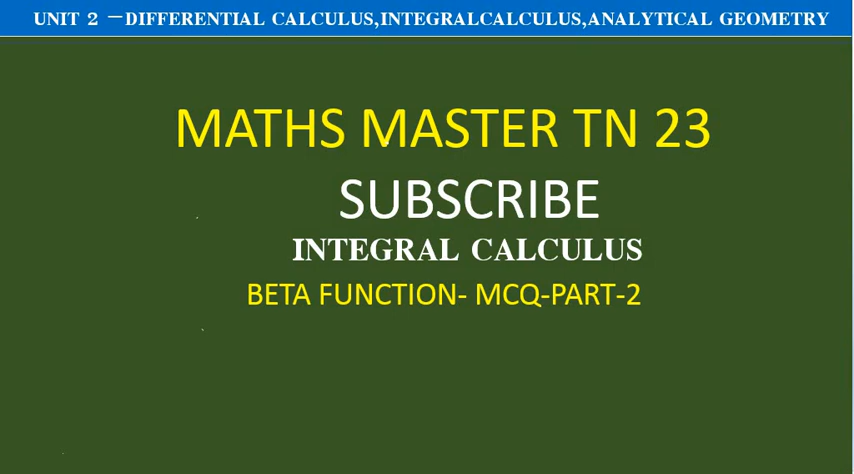 UNIT 2 —DIFFERENTIAL CALCULUS,INTEGRALCALCULUS,ANALYTICAL GEOMETRY
MATHS MASTER TN 23
SUBSCRIBE
INTEGRAL CALCULUS
BETA FUNCTION- MCQ-PART-2